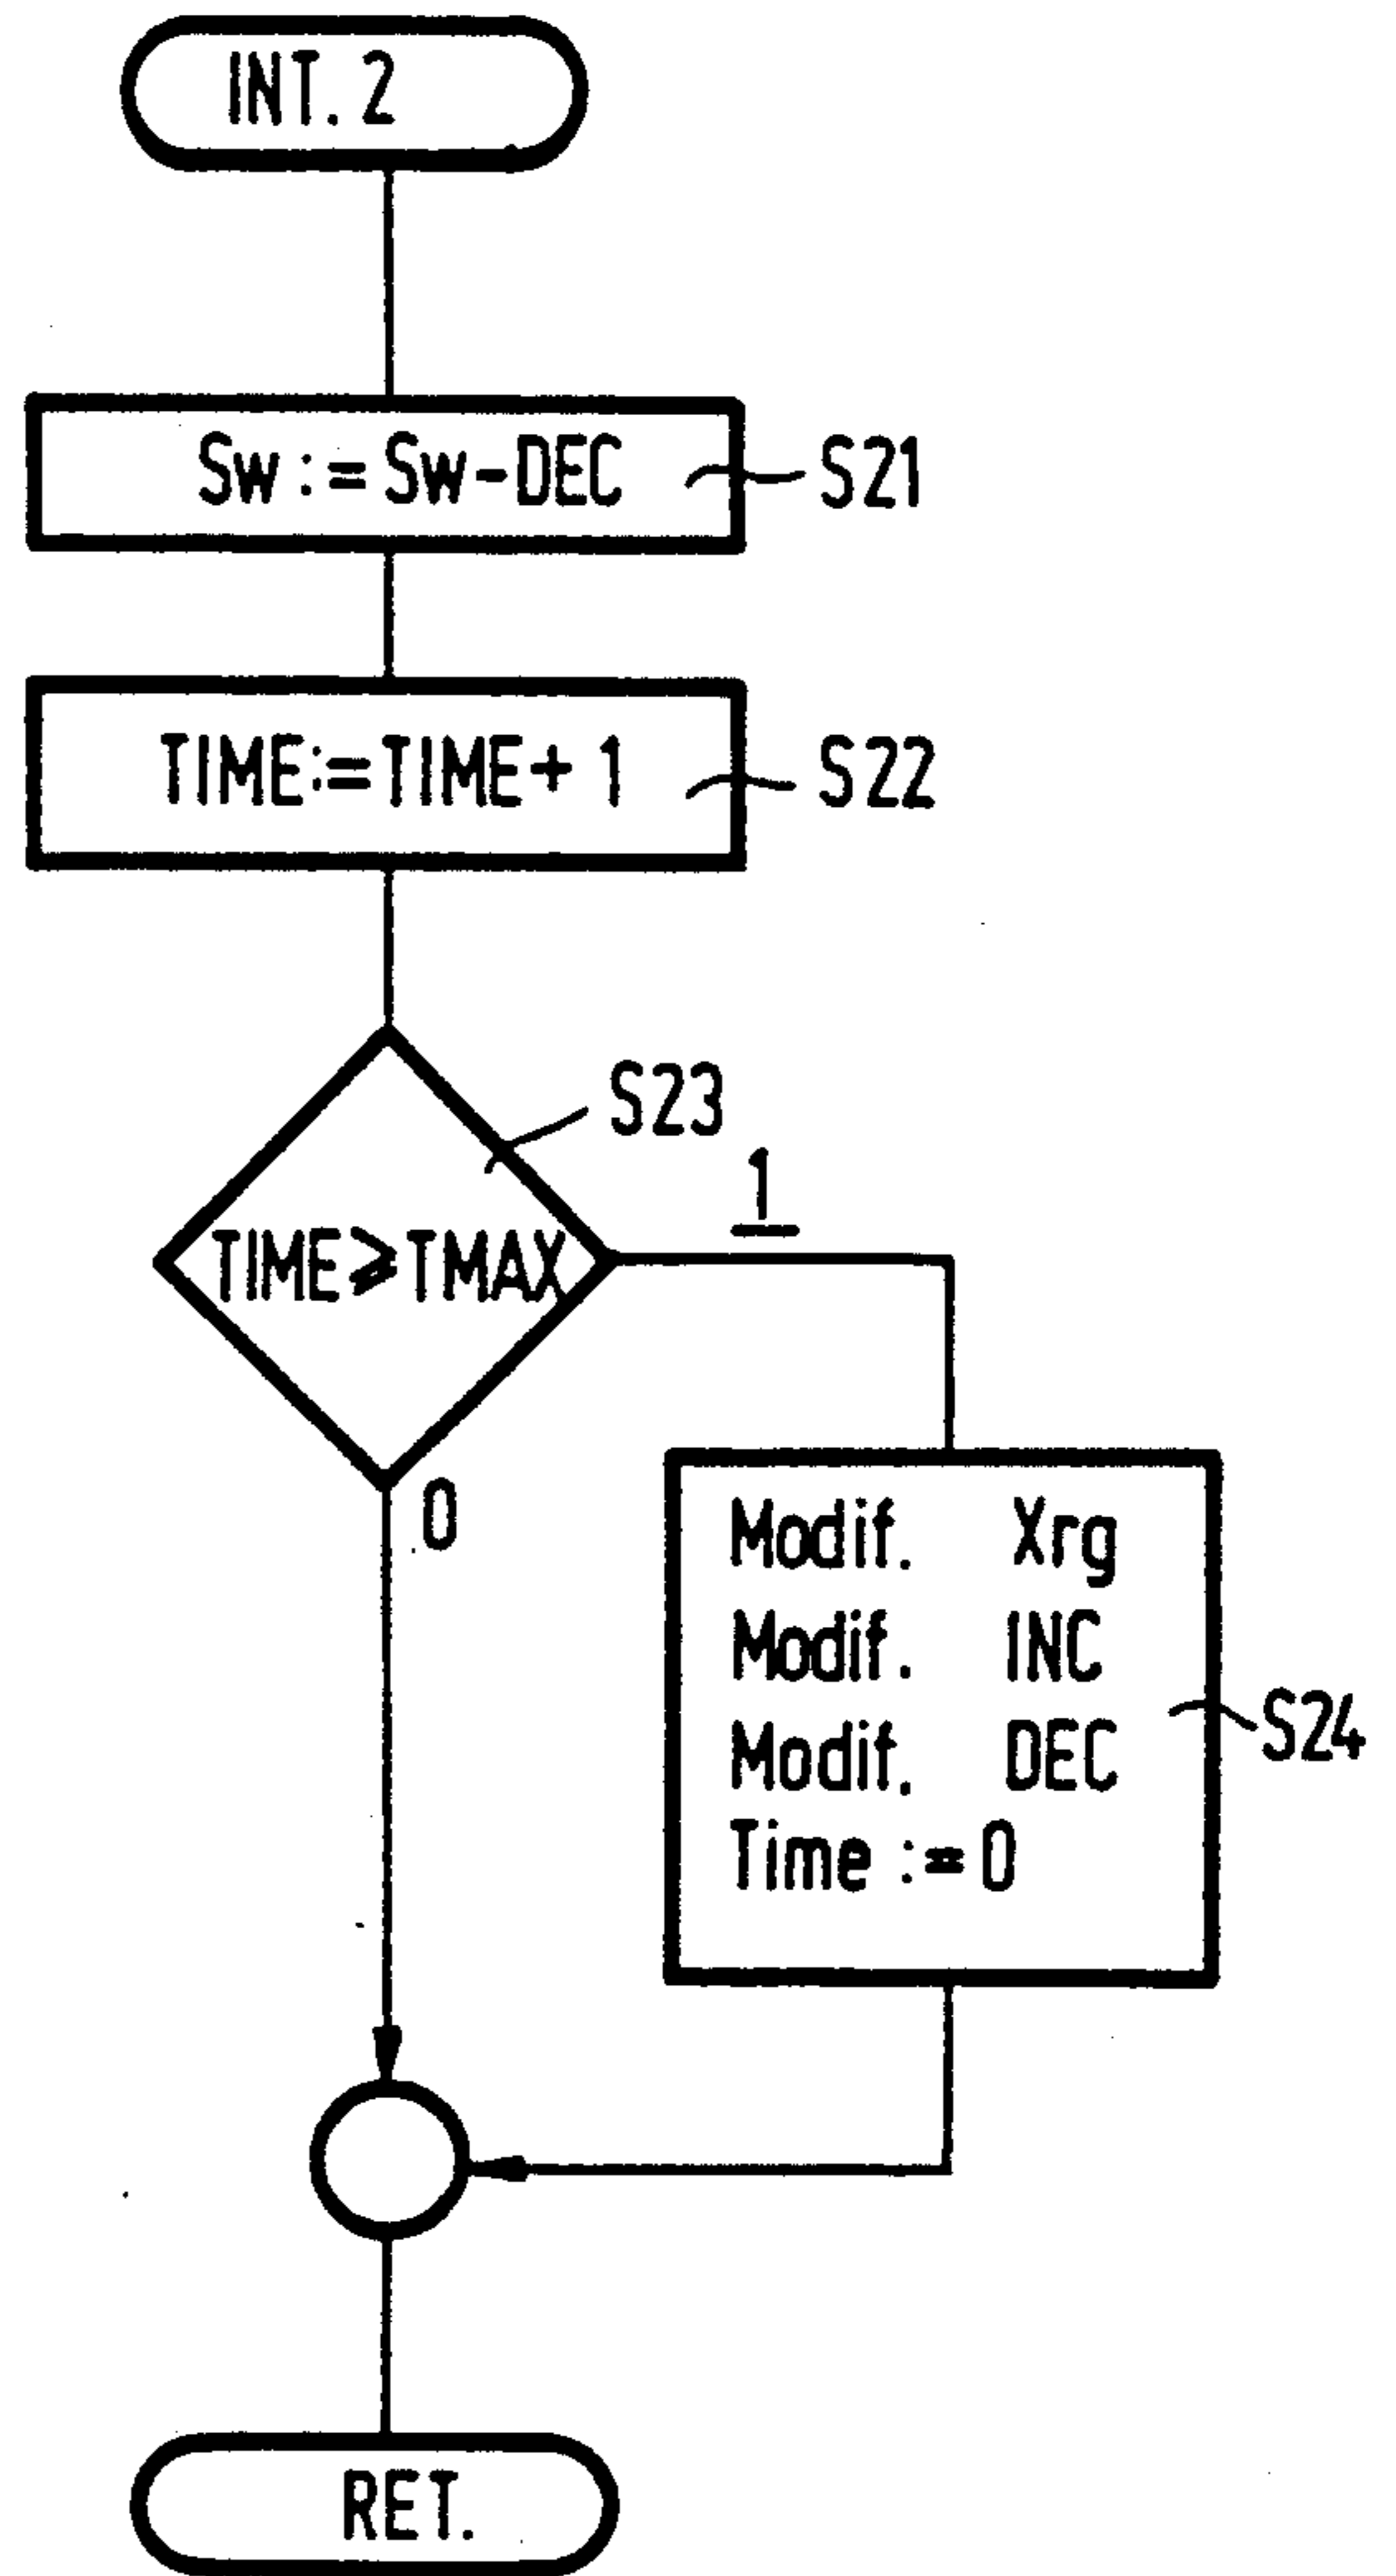 INT. 2
Sw := Sw-DEC
S21
TIME:=TIME+ 1
S22
S23
TIME⩾TMAX
1
0
Modif. Xrg
Modif. INC
Modif. DEC
Time := 0
S24
RET.